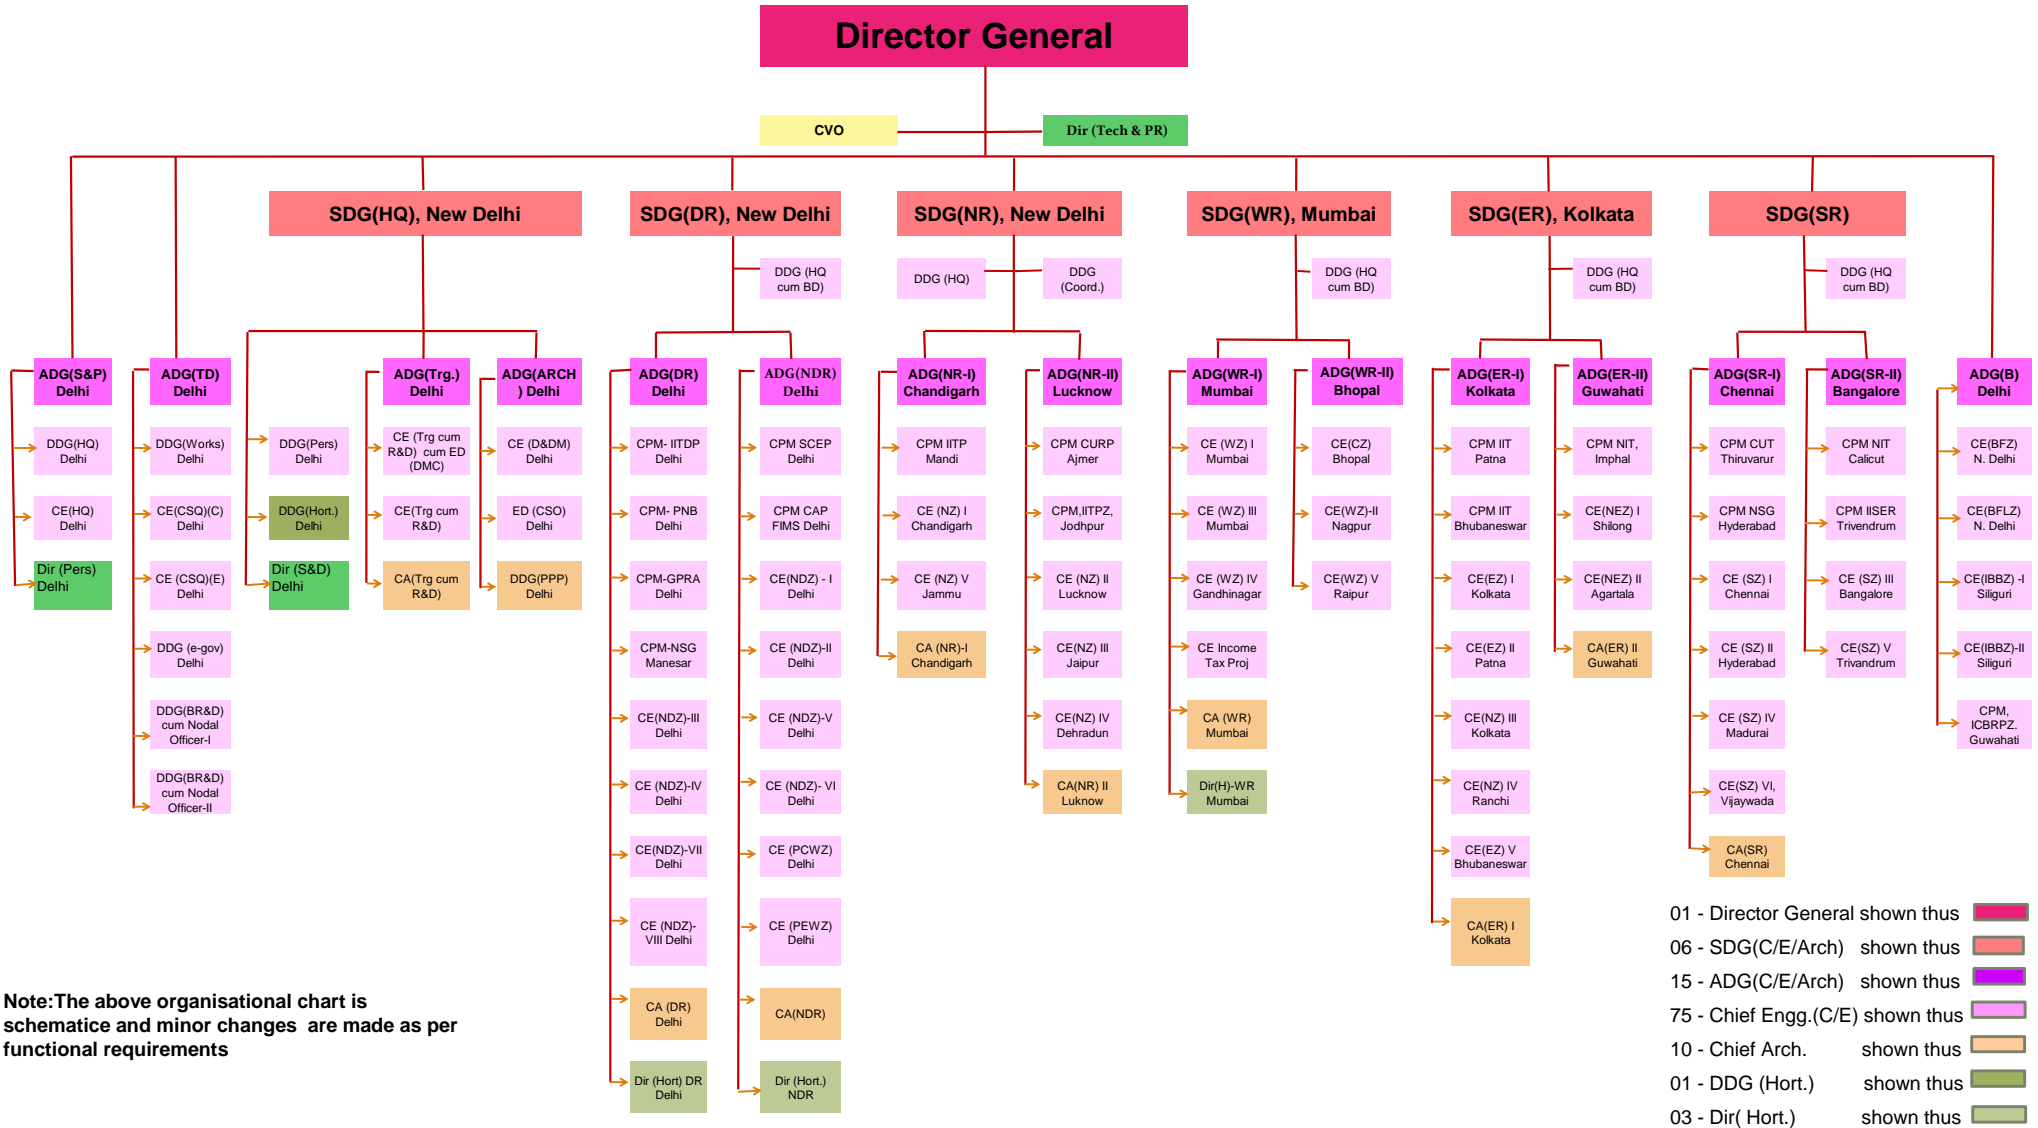 Director General
CVO
Dir (Tech & PR)
SDG(HQ), New Delhi
SDG(DR), New Delhi
SDG(NR), New Delhi
SDG(WR), Mumbai
SDG(ER), Kolkata
SDG(SR)
DDG (HQ
cum BD)
DDG (HQ)
DDG
(Coord.)
DDG (HQ
cum BD)
DDG (HQ
cum BD)
DDG (HQ
cum BD)
ADG(S&P)
Delhi
DDG(HQ)
Delhi
CE(HQ)
Delhi
Dir (Pers)
Delhi
ADG(TD)
Delhi
DDG(Works)
Delhi
CE(CSQ)(C)
Delhi
CE (CSQ)(E)
Delhi
DDG (e-gov)
Delhi
DDG(BR&D)
cum Nodal
Officer-I
DDG(BR&D)
cum Nodal
Officer-II
DDG(Pers)
Delhi
DDG(Hort.)
Delhi
Dir (S&D)
Delhi
ADG(Trg.)
Delhi
CE (Trg cum
R&D) cum ED
(DMC)
CE(Trg cum
R&D)
CA(Trg cum
R&D)
ADG(ARCH
) Delhi
CE (D&DM)
Delhi
ED (CSO)
Delhi
DDG(PPP)
Delhi
ADG(DR)
Delhi
CPM- IITDP
Delhi
CPM- PNB
Delhi
CPM-GPRA
Delhi
CPM-NSG
Manesar
CE(NDZ)-III
Delhi
CE (NDZ)-IV
Delhi
CE(NDZ)-VII
Delhi
CE (NDZ)-
VIII Delhi
CA (DR)
Delhi
Dir (Hort) DR
Delhi
ADG(NDR)
Delhi
CPM SCEP
Delhi
CPM CAP
FIMS Delhi
CE(NDZ) - I
Delhi
CE (NDZ)-II
Delhi
CE (NDZ)-V
Delhi
CE (NDZ)- VI
Delhi
CE (PCWZ)
Delhi
CE (PEWZ)
Delhi
CA(NDR)
Dir (Hort.)
NDR
ADG(NR-I)
Chandigarh
CPM IITP
Mandi
CE (NZ) I
Chandigarh
CE (NZ) V
Jammu
CA (NR)-I
Chandigarh
ADG(NR-II)
Lucknow
CPM CURP
Ajmer
CPM,IITPZ,
Jodhpur
CE (NZ) II
Lucknow
CE(NZ) III
Jaipur
CE(NZ) IV
Dehradun
CA(NR) II
Luknow
ADG(WR-I)
Mumbai
CE (WZ) I
Mumbai
CE (WZ) III
Mumbai
CE (WZ) IV
Gandhinagar
CE Income
Tax Proj
CA (WR)
Mumbai
Dir(H)-WR
Mumbai
ADG(WR-II)
Bhopal
CE(CZ)
Bhopal
CE(WZ)-II
Nagpur
CE(WZ) V
Raipur
ADG(ER-I)
Kolkata
CPM IIT
Patna
CPM IIT
Bhubaneswar
CE(EZ) I
Kolkata
CE(EZ) II
Patna
CE(NZ) III
Kolkata
CE(NZ) IV
Ranchi
CE(EZ) V
Bhubaneswar
CA(ER) I
Kolkata
ADG(ER-II)
Guwahati
CPM NIT,
Imphal
CE(NEZ) I
Shilong
CE(NEZ) II
Agartala
CA(ER) II
Guwahati
ADG(SR-I)
Chennai
CPM CUT
Thiruvarur
CPM NSG
Hyderabad
CE (SZ) I
Chennai
CE (SZ) II
Hyderabad
CE (SZ) IV
Madurai
CE(SZ) VI,
Vijaywada
CA(SR)
Chennai
ADG(SR-II)
Bangalore
CPM NIT
Calicut
CPM IISER
Trivendrum
CE (SZ) III
Bangalore
CE(SZ) V
Trivandrum
ADG(B)
Delhi
CE(BFZ)
N. Delhi
CE(BFLZ)
N. Delhi
CE(IBBZ) -I
Siliguri
CE(IBBZ)-II
Siliguri
CPM,
ICBRPZ.
Guwahati
01 - Director General shown thus
06 - SDG(C/E/Arch) shown thus
15 - ADG(C/E/Arch) shown thus
75 - Chief Engg.(C/E) shown thus
10 - Chief Arch. shown thus
01 - DDG (Hort.) shown thus
03 - Dir( Hort.) shown thus
Note:The above organisational chart is
schematice and minor changes are made as per
functional requirements